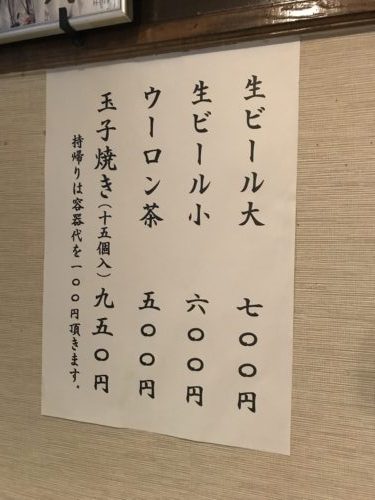 生ビール大 七〇〇円
生ビール小 六〇〇円
ウーロン茶 五〇〇円
玉子焼き(十五個入) 九五〇円
持帰りは容器代を一〇〇円頂きます。